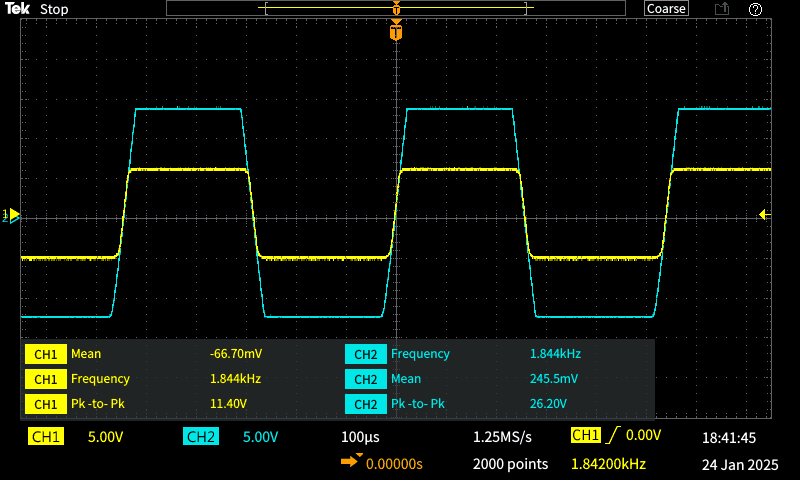 Tek Stop T Coarse
T
1
2
CH1 Mean -66.70mV CH2 Frequency 1.844kHz
CH1 Frequency 1.844kHz CH2 Mean 245.5mV
CH1 Pk -to- Pk 11.40V CH2 Pk -to- Pk 26.20V
CH1 5.00V CH2 5.00V 100µs 1.25MS/s CH1 0.00V 18:41:45
0.00000s 2000 points 1.84200kHz 24 Jan 2025